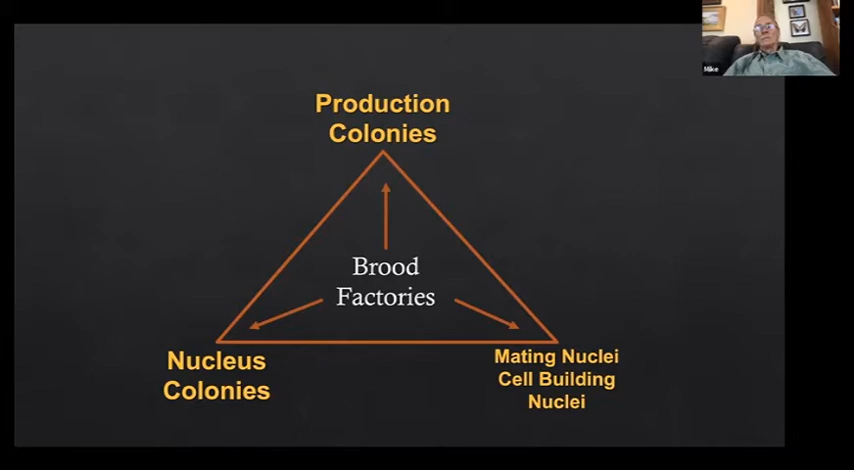 Mike
Production
Colonies
Brood
Factories
Nucleus
Colonies
Mating Nuclei
Cell Building
Nuclei